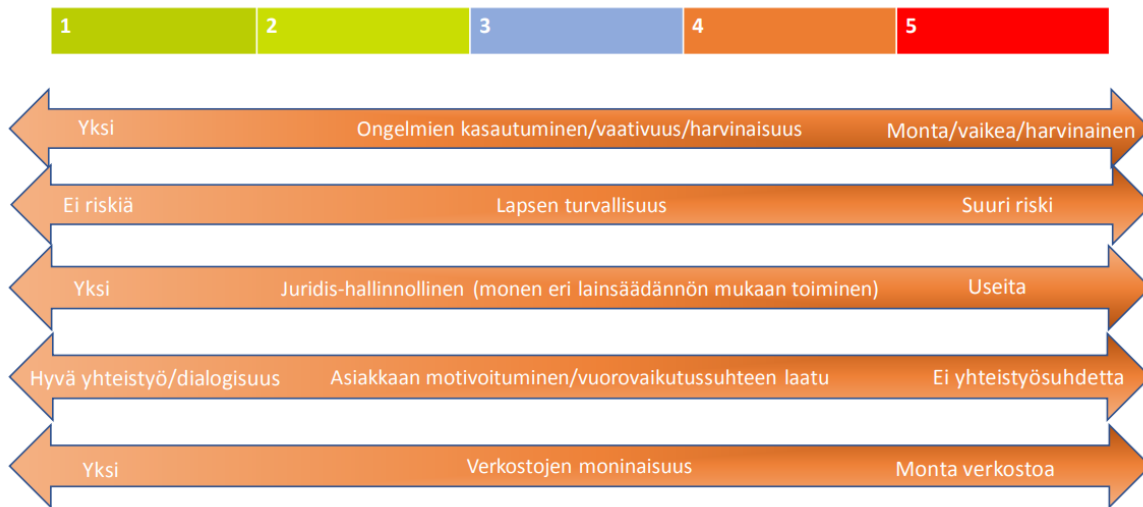 1 2 3 4 5
Yksi Ongelmien kasautuminen/vaativuus/harvinaisuus Monta/vaikea/harvinainen
Ei riskiä Lapsen turvallisuus Suuri riski
Yksi Juridis-hallinnollinen (monen eri lainsäädännön mukaan toiminen) Useita
Hyvä yhteistyö/dialogisuus Asiakkaan motivoituminen/vuorovaikutussuhteen laatu Ei yhteistyösuhdetta
Yksi Verkostojen moninaisuus Monta verkostoa